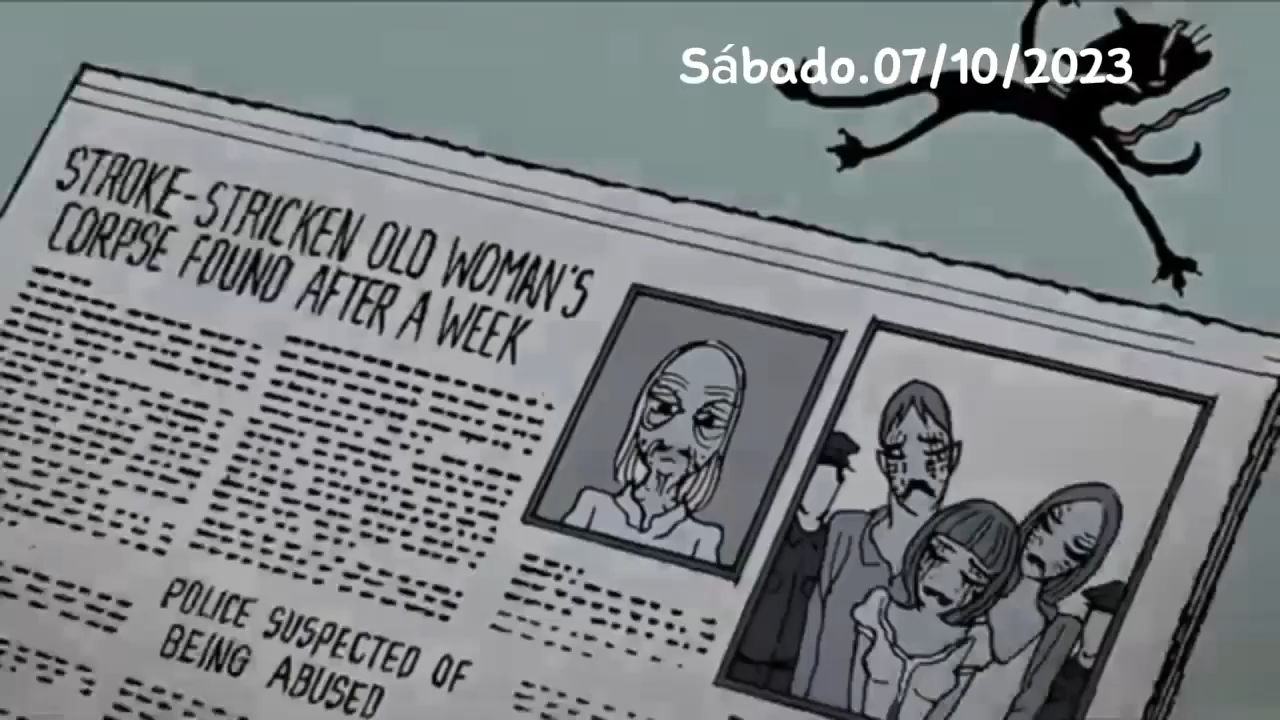 Sábado.07/10/2023
STROKE-STRICKEN OLD WOMAN'S
CORPSE FOUND AFTER A WEEK
POLICE SUSPECTED OF
BEING ABUSED